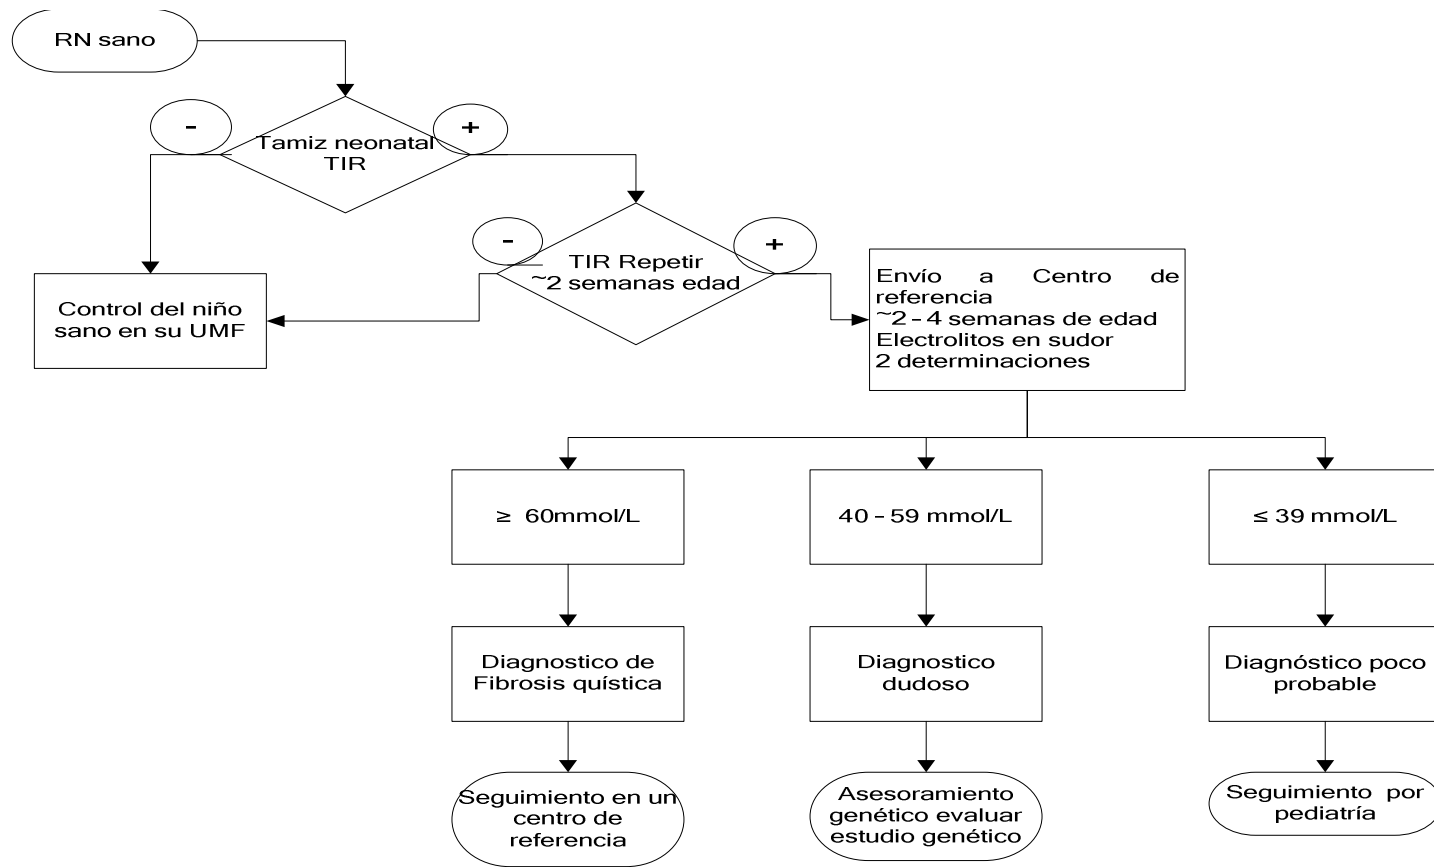 RN sano
-
+
Tamiz neonatal
TIR
-
+
TIR Repetir
~2 semanas edad
Control del niño
sano en su UMF
Envío a Centro de
referencia
~2 – 4 semanas de edad
Electrolitos en sudor
2 determinaciones
≥ 60mmol/L
40 – 59 mmol/L
≤ 39 mmol/L
Diagnostico de
Fibrosis quística
Diagnostico
dudoso
Diagnóstico poco
probable
Seguimiento en un
centro de
referencia
Asesoramiento
genético evaluar
estudio genético
Seguimiento por
pediatría